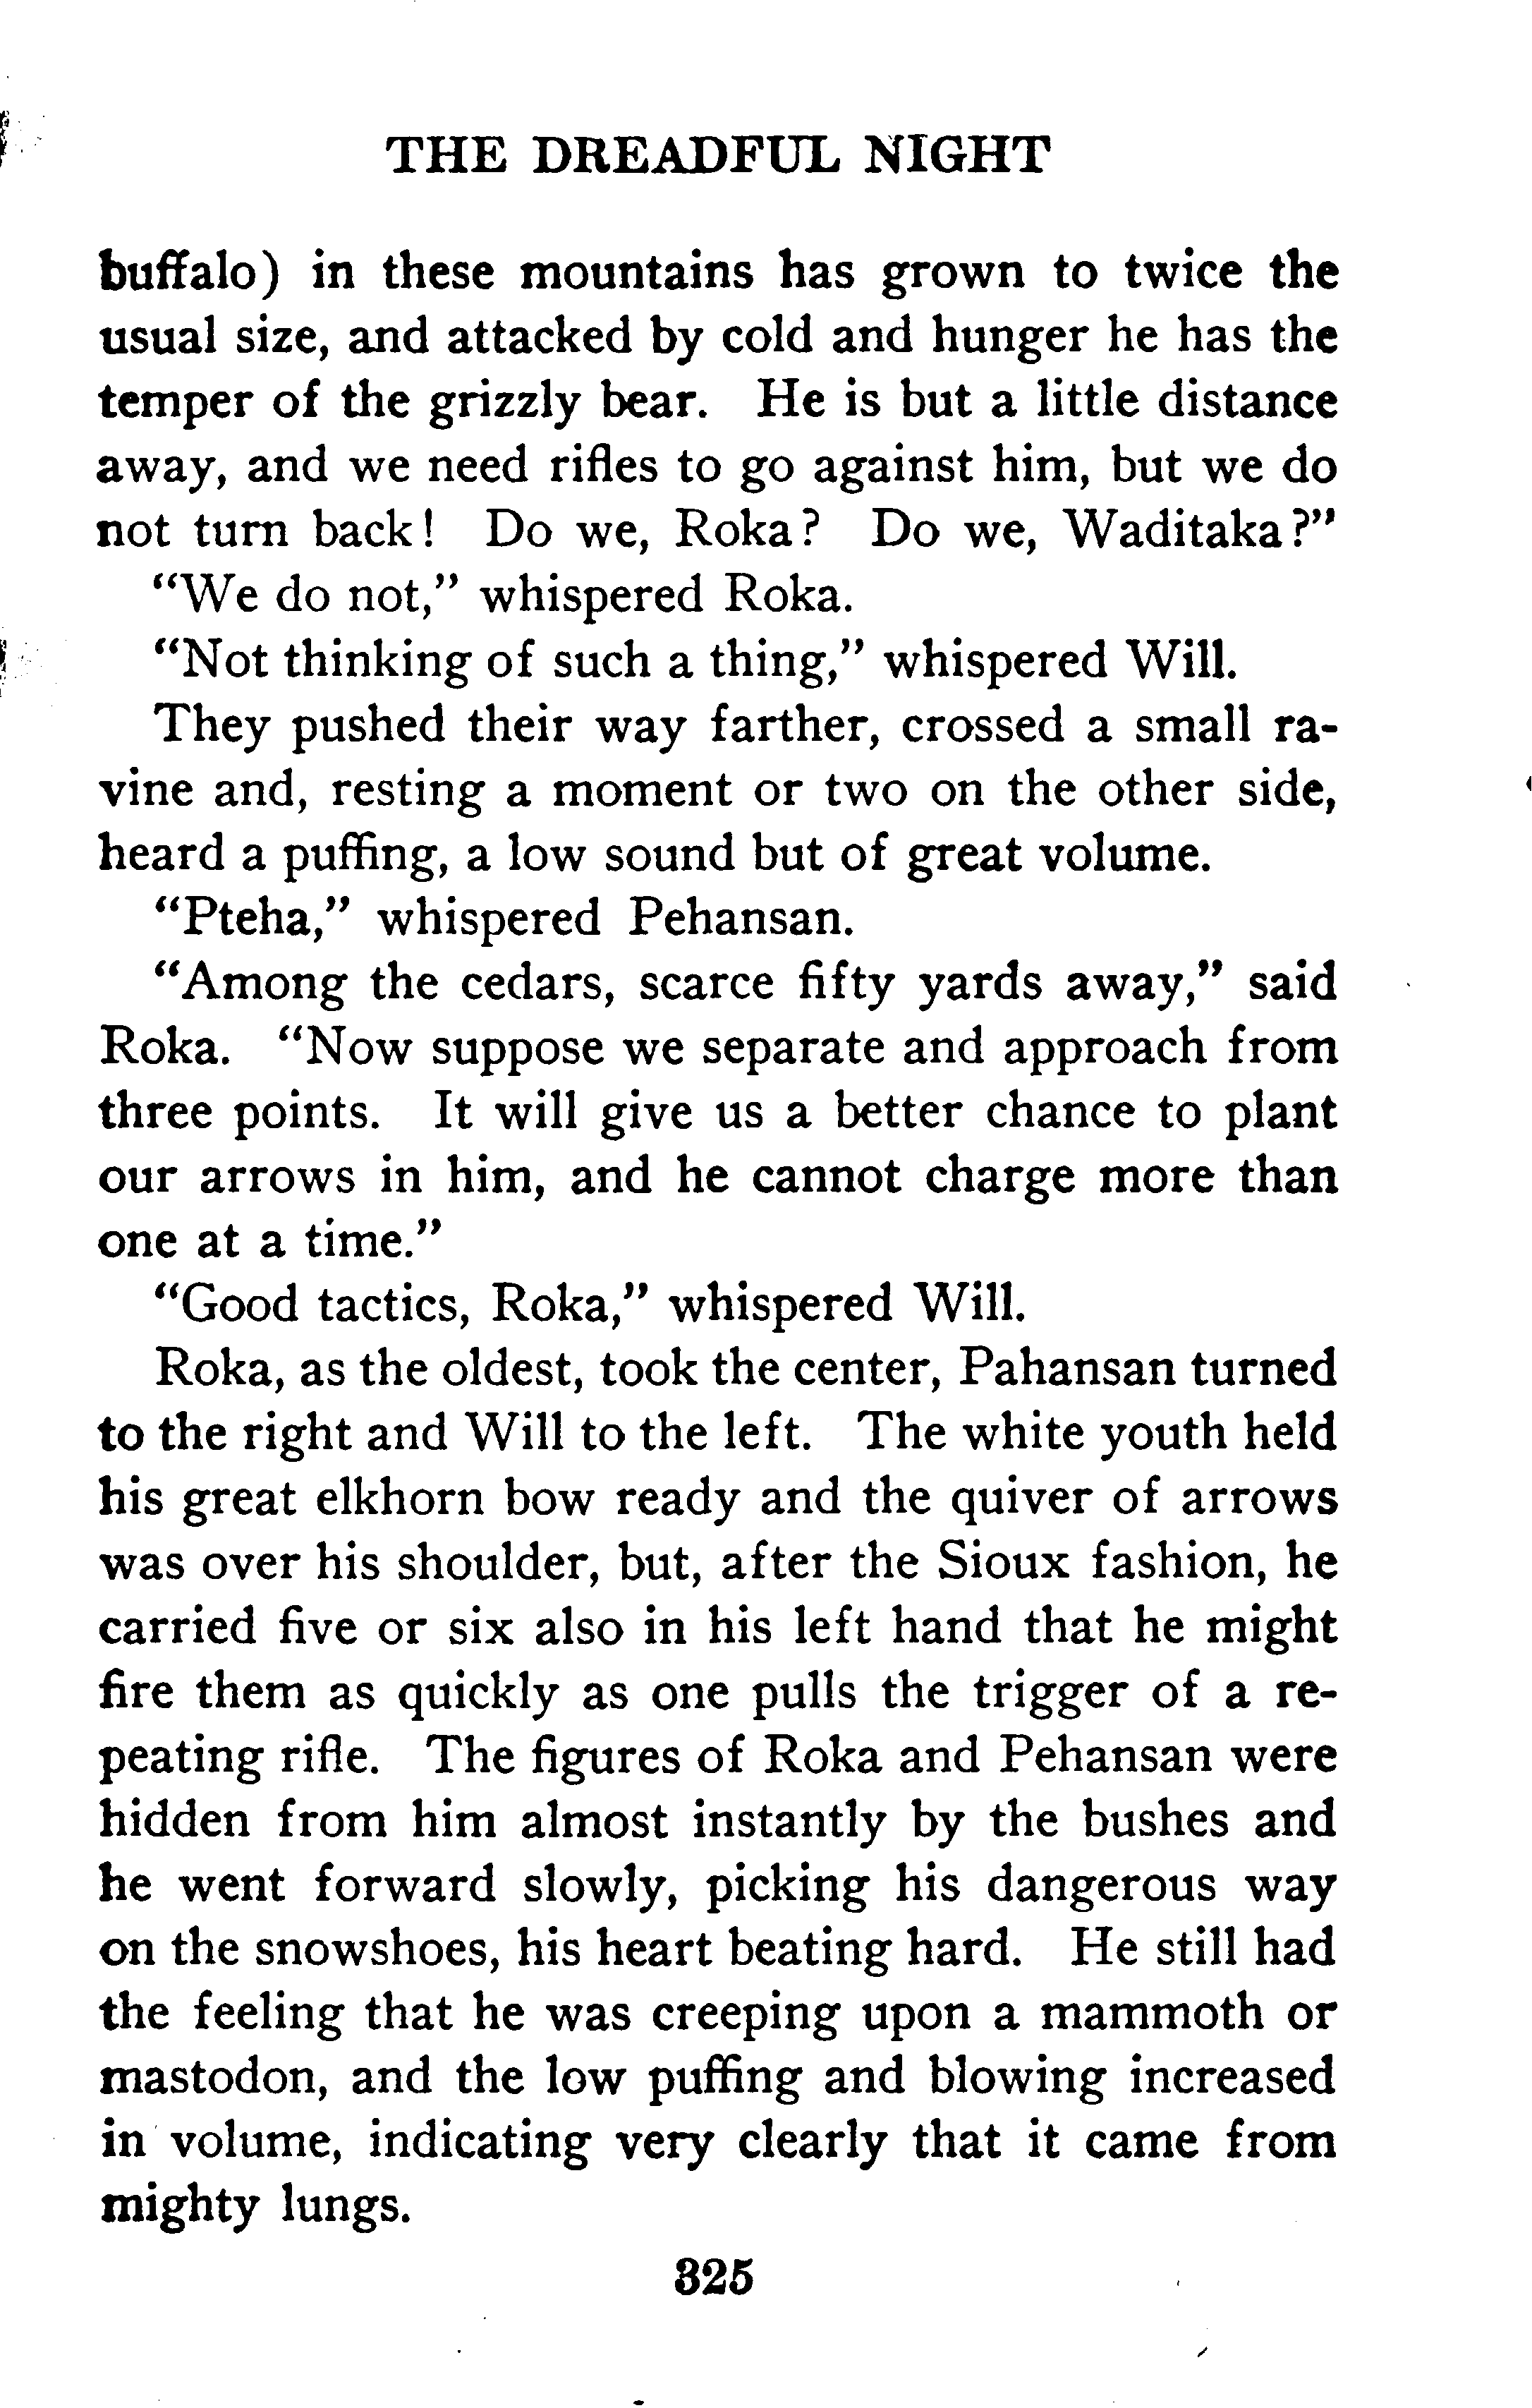 THE DREADFUL NIGHT
buffalo) in these mountains has grown to twice the
usual size, and attacked by cold and hunger he has the
temper of the grizzly bear. He is but a little distance
away, and we need rifles to go against him, but we do
not turn back! Do we, Roka? Do we, Waditaka?"
"We do not," whispered Roka.
"Not thinking of such a thing," whispered Will.
They pushed their way farther, crossed a small ra-
vine and, resting a moment or two on the other side,
heard a puffing, a low sound but of great volume.
"Pteha," whispered Pehansan.
"Among the cedars, scarce fifty yards away," said
Roka. "Now suppose we separate and approach from
three points. It will give us a better chance to plant
our arrows in him, and he cannot charge more than
one at a time."
"Good tactics, Roka," whispered Will.
Roka, as the oldest, took the center, Pahansan turned
to the right and Will to the left. The white youth held
his great elkhorn bow ready and the quiver of arrows
was over his shoulder, but, after the Sioux fashion, he
carried five or six also in his left hand that he might
fire them as quickly as one pulls the trigger of a re-
peating rifle. The figures of Roka and Pehansan were
hidden from him almost instantly by the bushes and
he went forward slowly, picking his dangerous way
on the snowshoes, his heart beating hard. He still had
the feeling that he was creeping upon a mammoth or
mastodon, and the low puffing and blowing increased
in volume, indicating very clearly that it came from
mighty lungs.
325